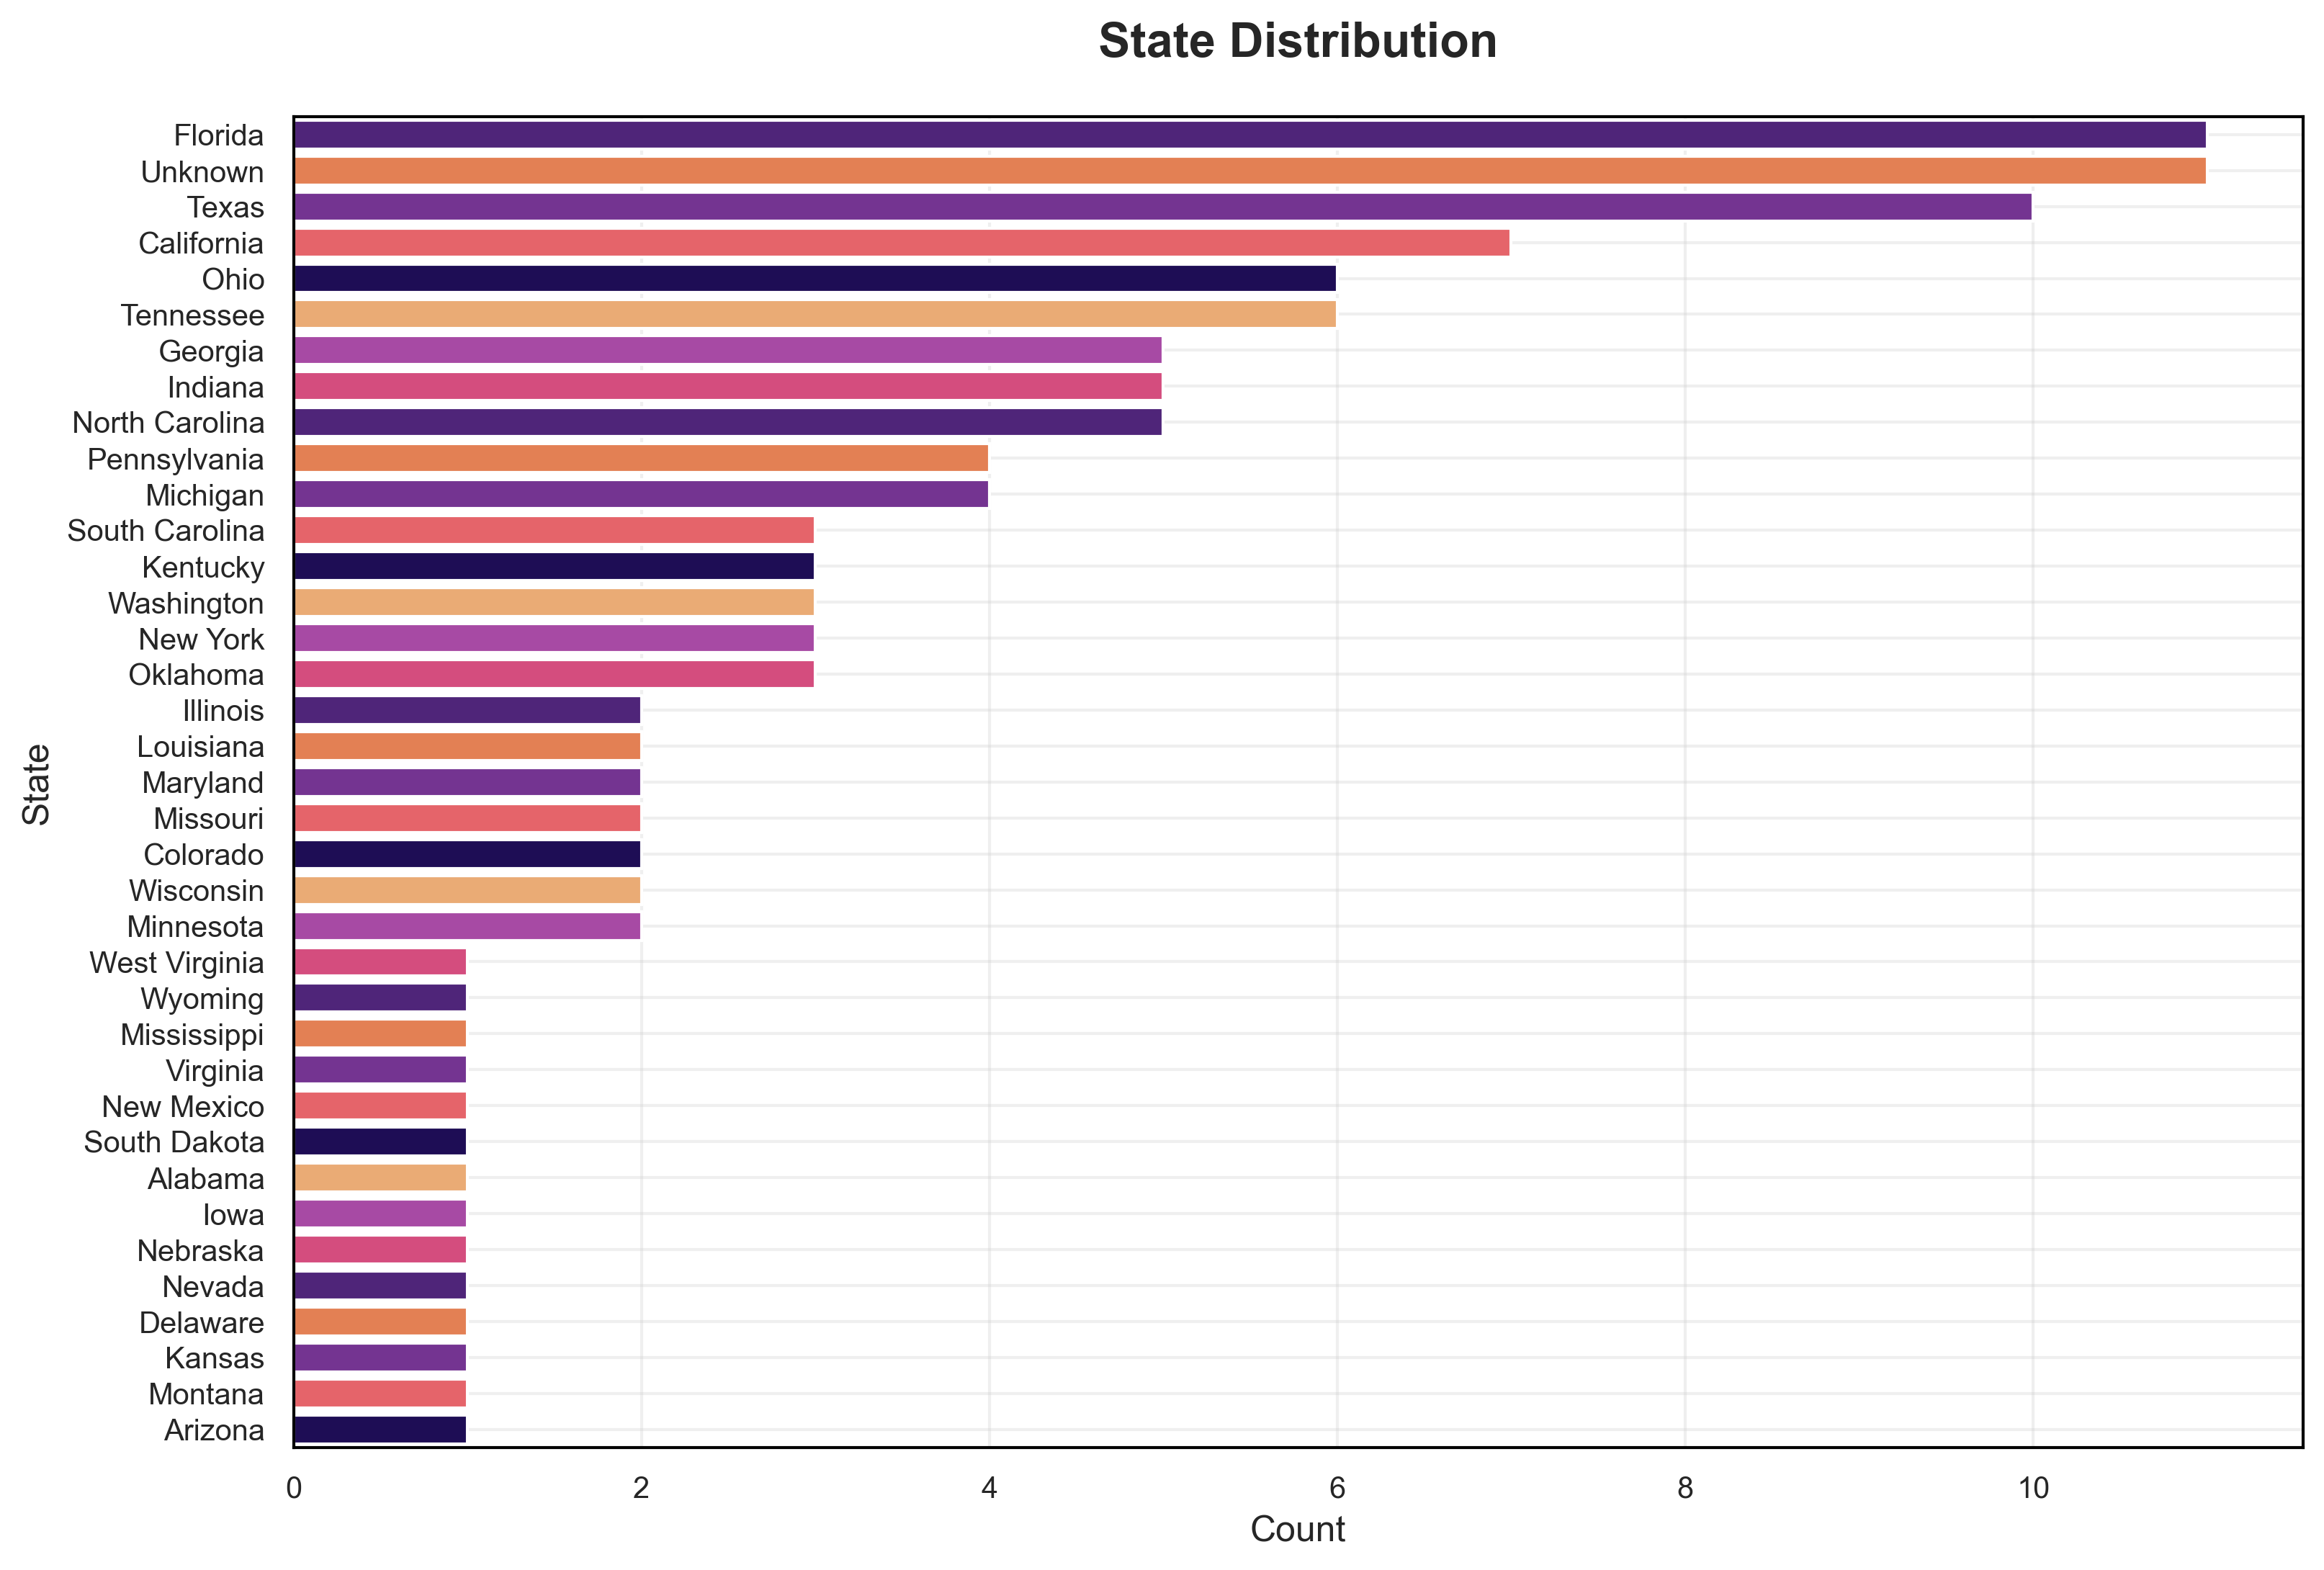 State Distribution
Florida
Unknown
Texas
California
Ohio
Tennessee
Georgia
Indiana
North Carolina
Pennsylvania
Michigan
South Carolina
Kentucky
Washington
New York
Oklahoma
Illinois
Louisiana
Maryland
Missouri
Colorado
Wisconsin
Minnesota
West Virginia
Wyoming
Mississippi
Virginia
New Mexico
South Dakota
Alabama
Iowa
Nebraska
Nevada
Delaware
Kansas
Montana
Arizona
State
0 2 4 6 8 10
Count